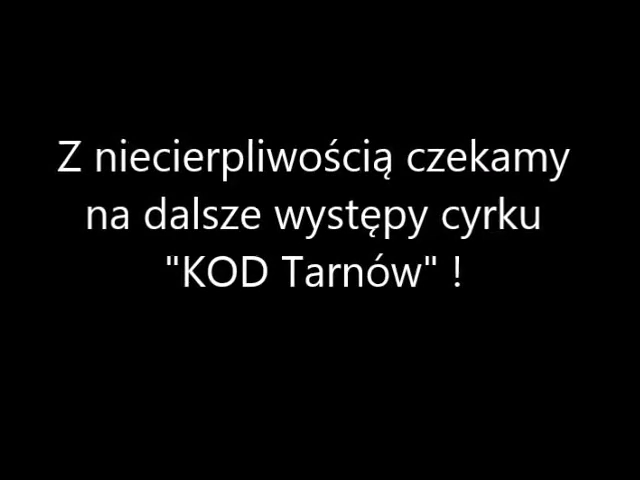 Z niecierpliwością czekamy
na dalsze występy cyrku
"KOD Tarnów" !